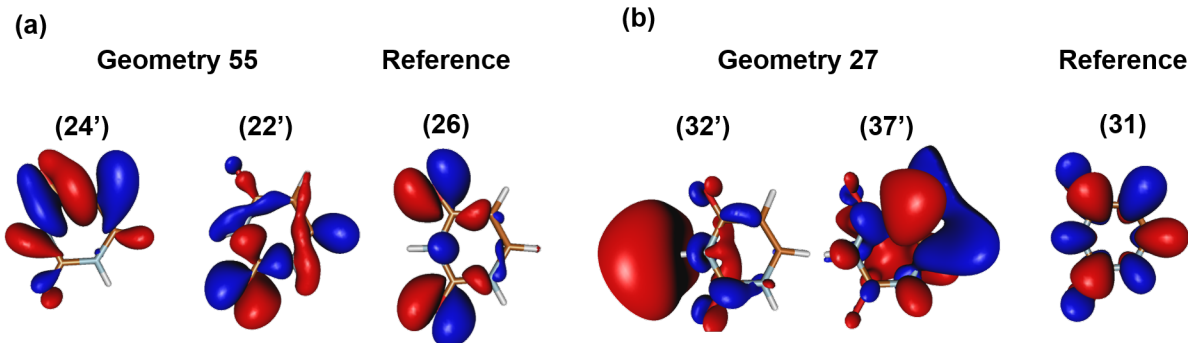 (a)
Geometry 55 Reference
(24') (22') (26)
(b)
Geometry 27 Reference
(32') (37') (31)